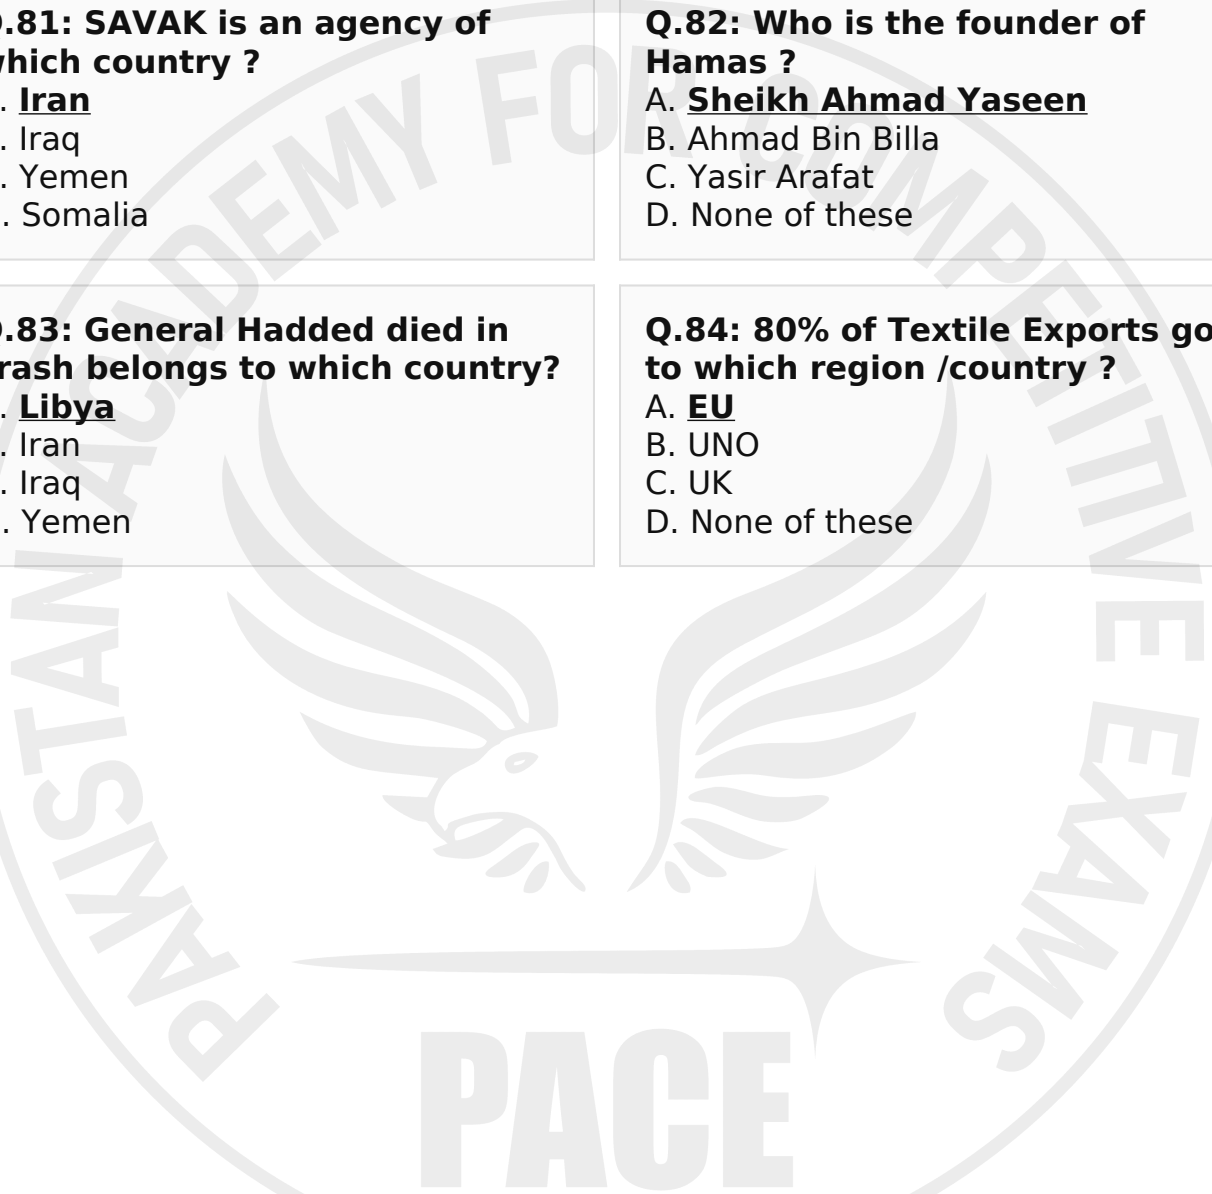 .81: SAVAK is an agency of
which country ?
. Iran
. Iraq
. Yemen
. Somalia
Q.82: Who is the founder of
Hamas ?
A. Sheikh Ahmad Yaseen
B. Ahmad Bin Billa
C. Yasir Arafat
D. None of these
.83: General Hadded died in
rash belongs to which country?
. Libya
. Iran
. Iraq
. Yemen
Q.84: 80% of Textile Exports go
to which region /country ?
A. EU
B. UNO
C. UK
D. None of these
PAKISTAN ACADEMY FOR COMPETITIVE EXAMS
PACE